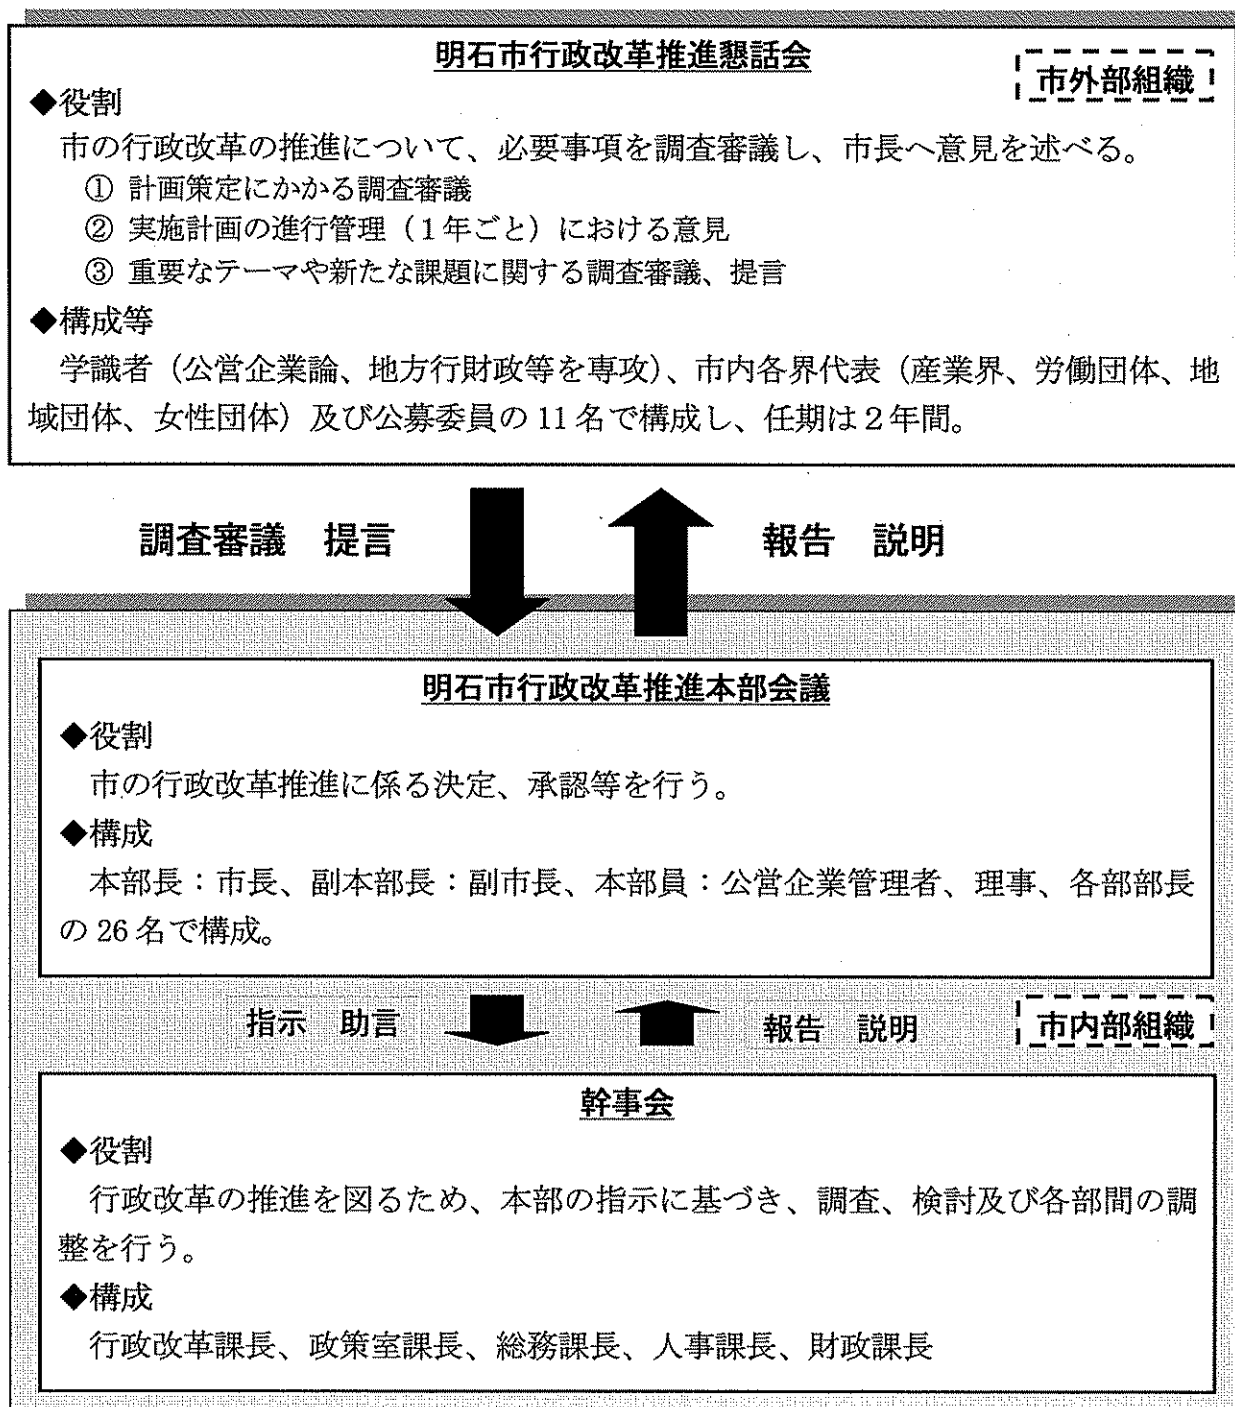 明石市行政改革推進懇話会
市外部組織
◆役割
市の行政改革の推進について、必要事項を調査審議し、市長へ意見を述べる。
① 計画策定にかかる調査審議
② 実施計画の進行管理（1年ごと）における意見
③ 重要なテーマや新たな課題に関する調査審議、提言
◆構成等
学識者（公営企業論、地方行財政等を専攻）、市内各界代表（産業界、労働団体、地
域団体、女性団体）及び公募委員の 11 名で構成し、任期は２年間。
調査審議　提言
報告　説明
明石市行政改革推進本部会議
◆役割
市の行政改革推進に係る決定、承認等を行う。
◆構成
本部長：市長、副本部長：副市長、本部員：公営企業管理者、理事、各部部長
の 26 名で構成。
指示　助言
報告　説明
市内部組織
幹事会
◆役割
行政改革の推進を図るため、本部の指示に基づき、調査、検討及び各部間の調
整を行う。
◆構成
行政改革課長、政策室課長、総務課長、人事課長、財政課長